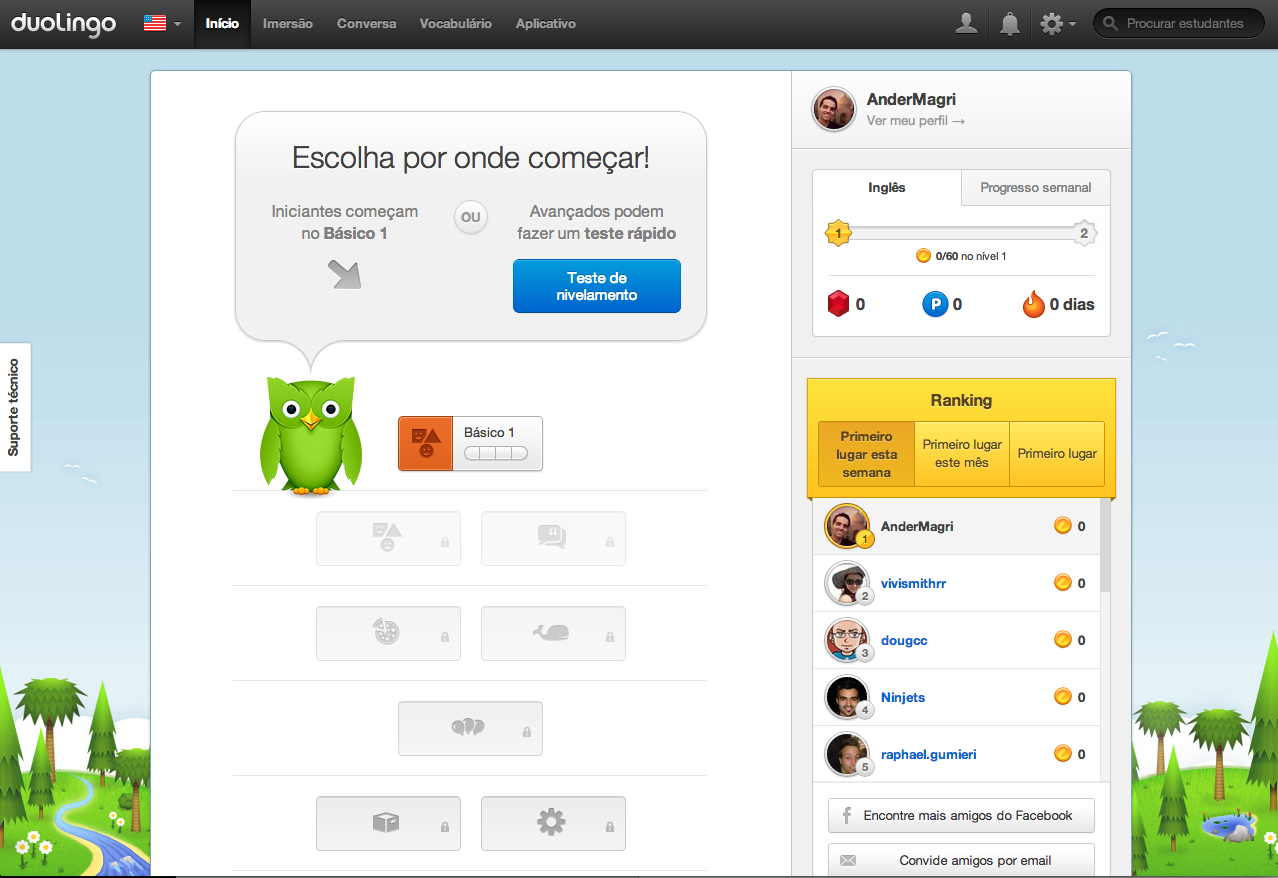 duolingo
Início
Imersão
Conversa
Vocabulário
Aplicativo
Procurar estudantes
Suporte técnico
Escolha por onde começar!
Iniciantes começam
no Básico 1
OU
Avançados podem
fazer um teste rápido
Teste de
nivelamento
Básico 1
AnderMagri
Ver meu perfil →
Inglês
Progresso semanal
1
2
0/60 no nível 1
0
P 0
0 dias
Ranking
Primeiro
lugar esta
semana
Primeiro lugar
este mês
Primeiro lugar
1 AnderMagri 0
2 vivismithrr 0
3 dougcc 0
4 Ninjets 0
5 raphael.gumieri 0
f Encontre mais amigos do Facebook
Convide amigos por email